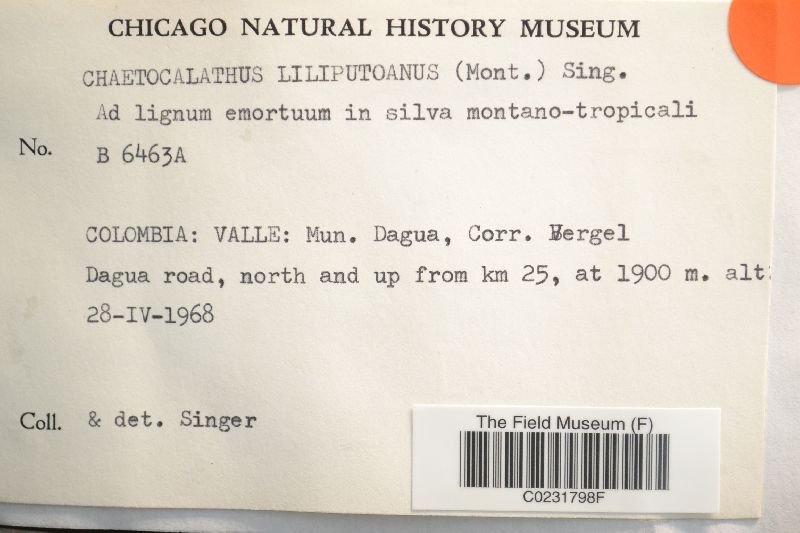 CHICAGO NATURAL HISTORY MUSEUM
CHAETOCALATHUS LILIPUTOANUS (Mont.) Sing.
Ad lignum emortuum in silva montano-tropicali
No. B 6463A
COLOMBIA: VALLE: Mun. Dagua, Corr. Vergel
Dagua road, north and up from km 25, at 1900 m. alt.
28-IV-1968
Coll. & det. Singer
The Field Museum (F)
C0231798F